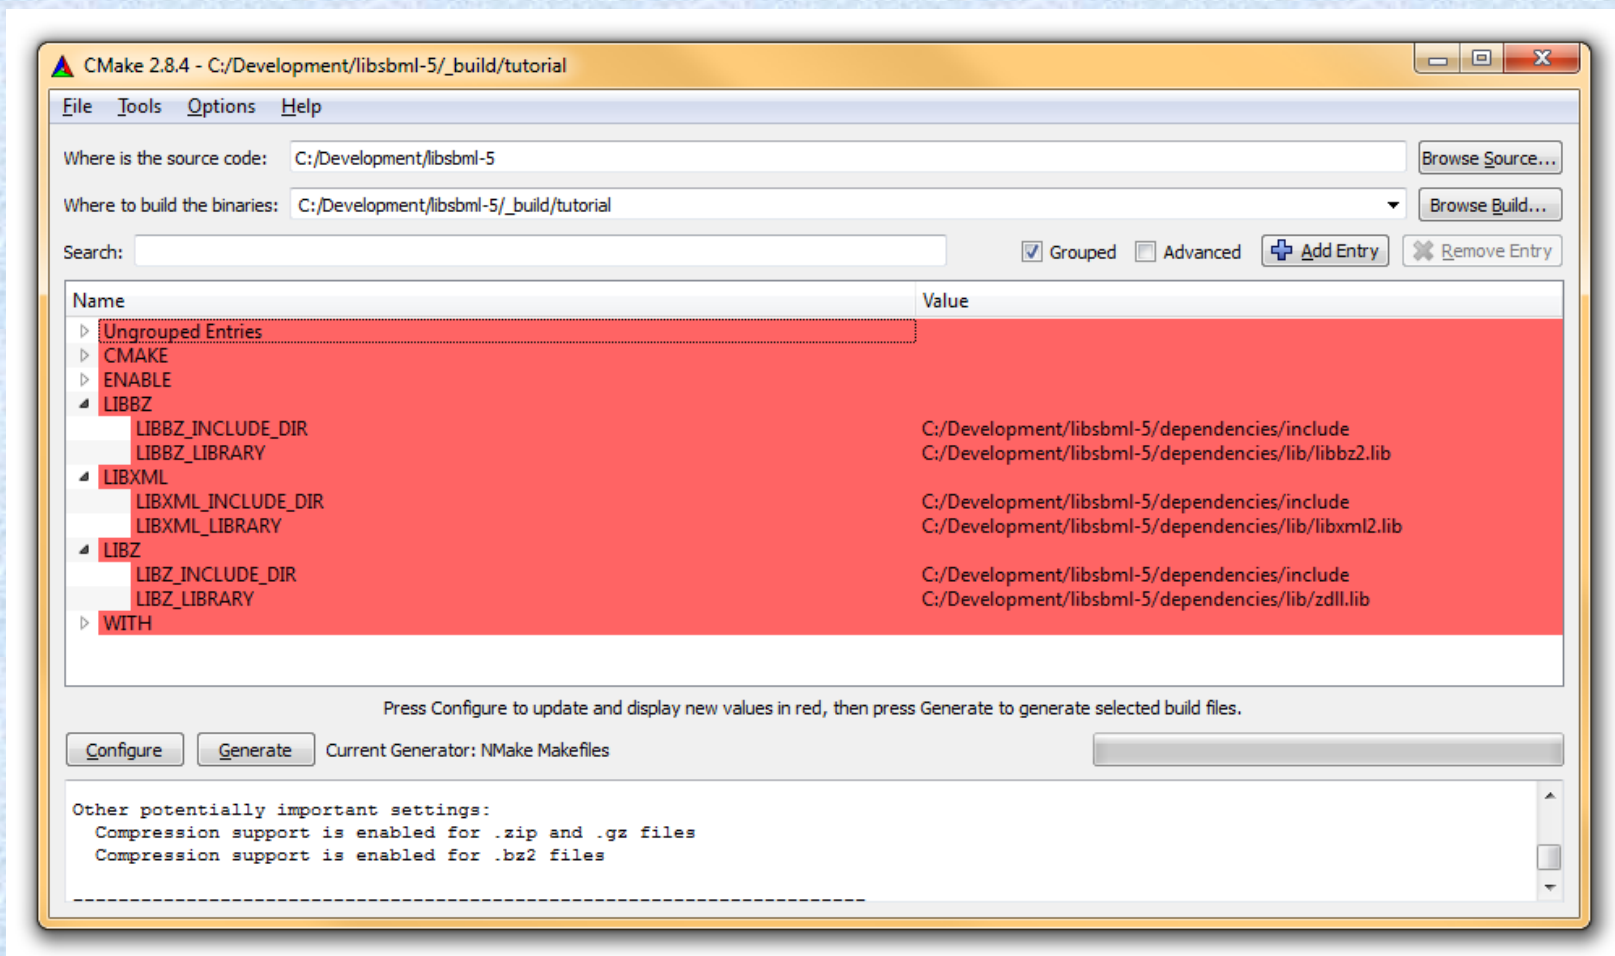 CMake 2.8.4 - C:/Development/libsbml-5/_build/tutorial
File Tools Options Help
Where is the source code: C:/Development/libsbml-5 Browse Source...
Where to build the binaries: C:/Development/libsbml-5/_build/tutorial Browse Build...
Search: Grouped Advanced Add Entry Remove Entry
Name Value
Ungrouped Entries
CMAKE
ENABLE
LIBBZ
LIBBZ_INCLUDE_DIR C:/Development/libsbml-5/dependencies/include
LIBBZ_LIBRARY C:/Development/libsbml-5/dependencies/lib/libbz2.lib
LIBXML
LIBXML_INCLUDE_DIR C:/Development/libsbml-5/dependencies/include
LIBXML_LIBRARY C:/Development/libsbml-5/dependencies/lib/libxml2.lib
LIBZ
LIBZ_INCLUDE_DIR C:/Development/libsbml-5/dependencies/include
LIBZ_LIBRARY C:/Development/libsbml-5/dependencies/lib/zdll.lib
WITH
Press Configure to update and display new values in red, then press Generate to generate selected build files.
Configure Generate Current Generator: NMake Makefiles
Other potentially important settings:
Compression support is enabled for .zip and .gz files
Compression support is enabled for .bz2 files
----------------------------------------------------------------------